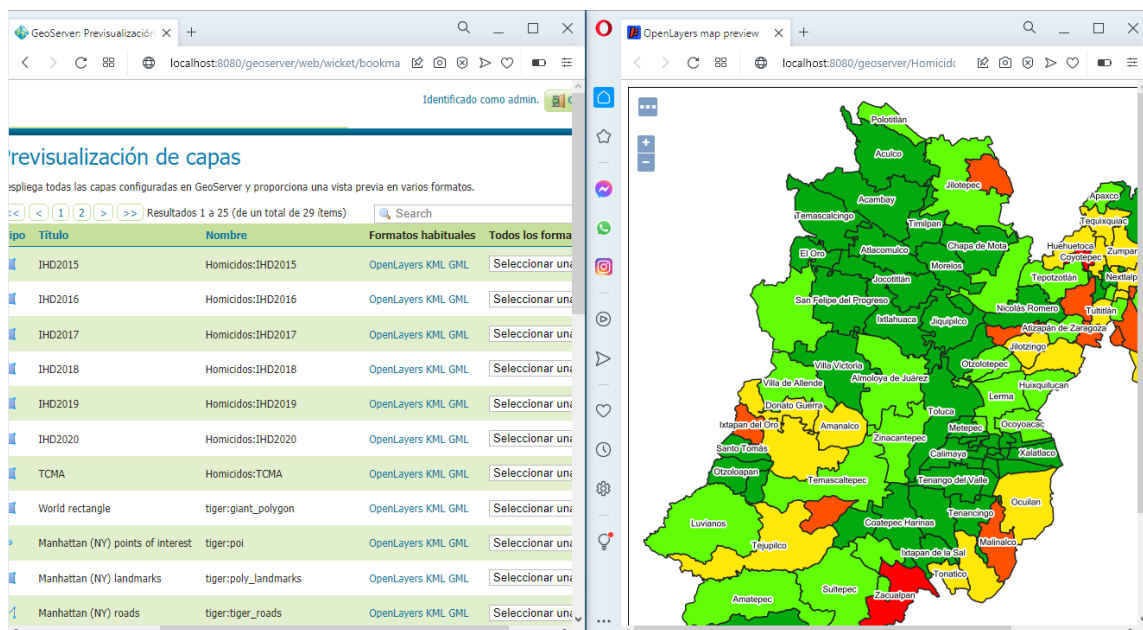 GeoServer: Previsualización
localhost:8080/geoserver/web/wicket/bookma
Identificado como admin.
Previsualización de capas
espliega todas las capas configuradas en GeoServer y proporciona una vista previa en varios formatos.
<< < 1 2 > >> Resultados 1 a 25 (de un total de 29 ítems) Search
ipo Título Nombre Formatos habituales Todos los forma
IHD2015 Homicidos:IHD2015 OpenLayers KML GML Seleccionar una
IHD2016 Homicidos:IHD2016 OpenLayers KML GML Seleccionar una
IHD2017 Homicidos:IHD2017 OpenLayers KML GML Seleccionar una
IHD2018 Homicidos:IHD2018 OpenLayers KML GML Seleccionar una
IHD2019 Homicidos:IHD2019 OpenLayers KML GML Seleccionar una
IHD2020 Homicidos:IHD2020 OpenLayers KML GML Seleccionar una
TCMA Homicidos:TCMA OpenLayers KML GML Seleccionar una
World rectangle tiger:giant_polygon OpenLayers KML GML Seleccionar una
Manhattan (NY) points of interest tiger:poi OpenLayers KML GML Seleccionar una
Manhattan (NY) landmarks tiger:poly_landmarks OpenLayers KML GML Seleccionar una
Manhattan (NY) roads tiger:tiger_roads OpenLayers KML GML Seleccionar una
OpenLayers map preview
localhost:8080/geoserver/Homicido
+
−
Polotitlán
Aculco
Jilotepec
Acambay
Apaxco
Temascalcingo
Timilpan
Tequixquiac
Chapa de Mota
Huehuetoca
El Oro
Atlacomulco
Zumpan
Coyotepec
Morelos
Jocotitlán
Tepotzotlán
Nextlalp
San Felipe del Progreso
Nicolás Romero
Tultitlán
Ixtlahuaca
Jiquipilco
Atizapán de Zaragoza
Jilotzingo
Villa Victoria
Otzolotepec
Almoloya de Juárez
Villa de Allende
Huixquilucan
Lerma
Donato Guerra
Toluca
Ixtapan del Oro
Amanalco
Metepec
Ocoyoacac
Zinacantepec
Santo Tomás
Calimaya
Xalatlaco
Otzoloapan
Temascaltepec
Tenango del Valle
Ocuilan
Tenancingo
Luvianos
Coatepec Harinas
Malinalco
Tejupilco
Ixtapan de la Sal
Tonatico
Sultepec
Zacualpan
Amatepec